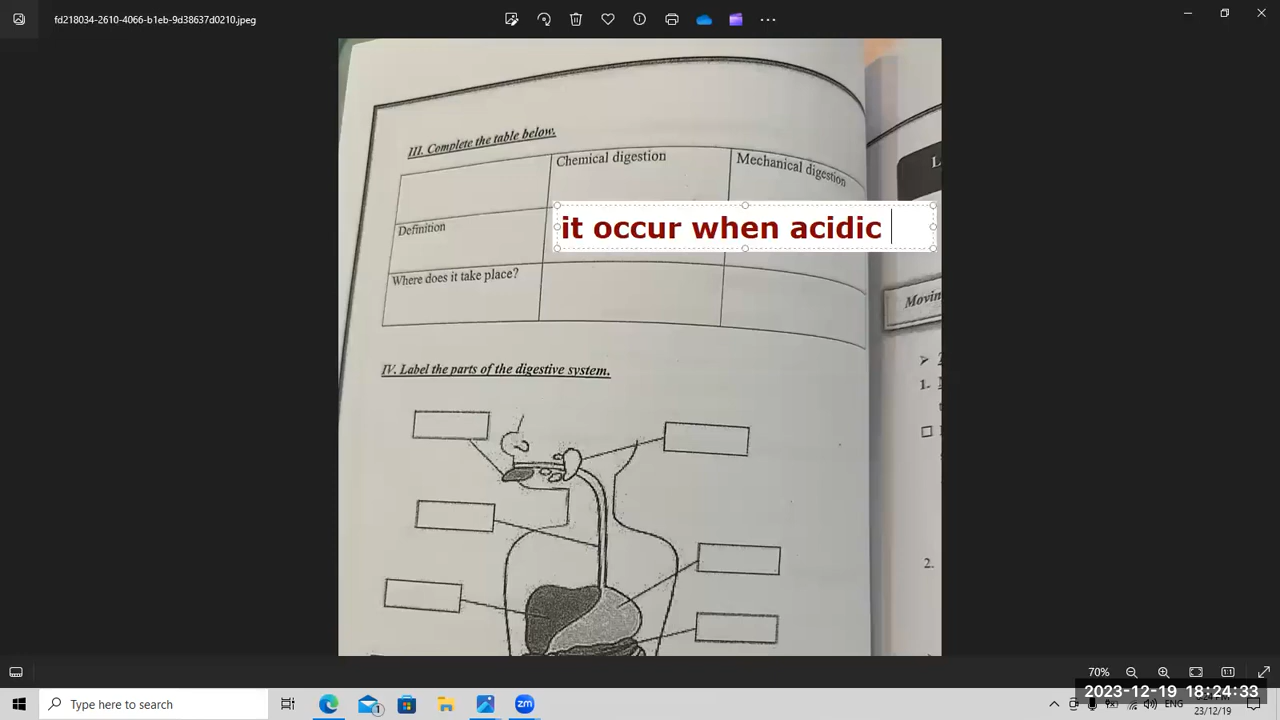 fd218034-2610-4066-b1eb-9d38637d0210.jpeg
III. Complete the table below.
Chemical digestion
Mechanical digestion
it occur when acidic
Definition
Where does it take place?
IV. Label the parts of the digestive system.
L
Movin
1.
2.
70%
Type here to search
1
zm
ENG
2023-12-19 18:24:33
23/12/19